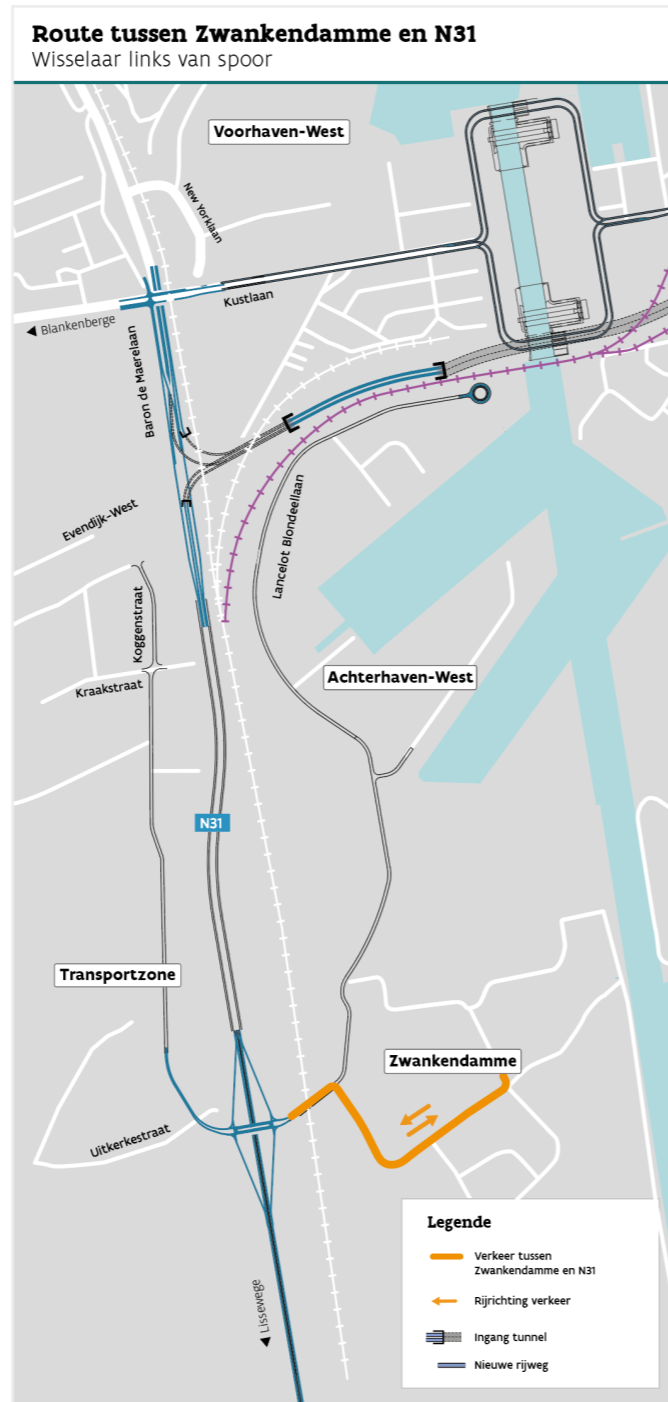 Route tussen Zwankendamme en N31
Wisselaar links van spoor
Voorhaven-West
New Yorklaan
Kustlaan
◄ Blankenberge
Baron de Maerelaan
Evendijk-West
Lancelot Blondeellaan
Koggenstraat
Kraakstraat
Achterhaven-West
N31
Transportzone
Zwankendamme
Uitkerkestraat
◄ Lissewege
Legende
Verkeer tussen
Zwankendamme en N31
Rijrichting verkeer
Ingang tunnel
Nieuwe rijweg